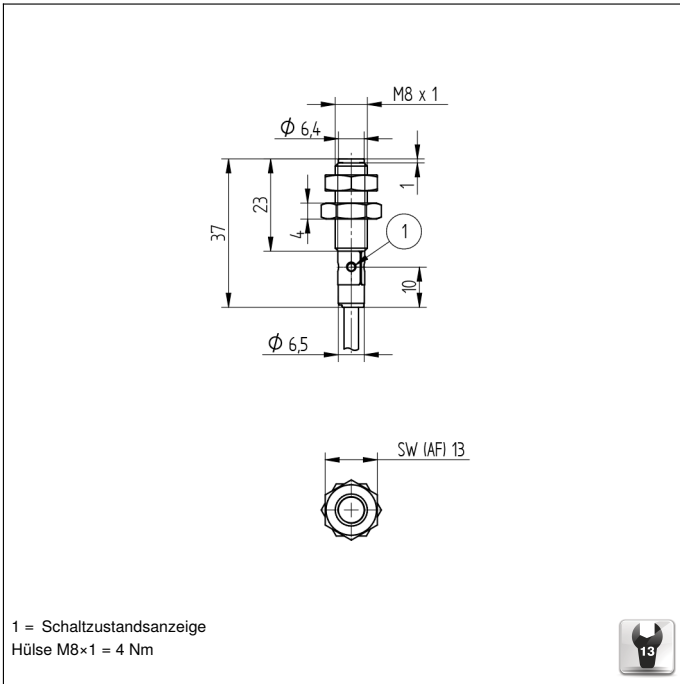 M8 x 1
Φ 6,4
1
23
37
4
1
10
Φ 6,5
SW (AF) 13
1 = Schaltzustandsanzeige
Hülse M8×1 = 4 Nm
13